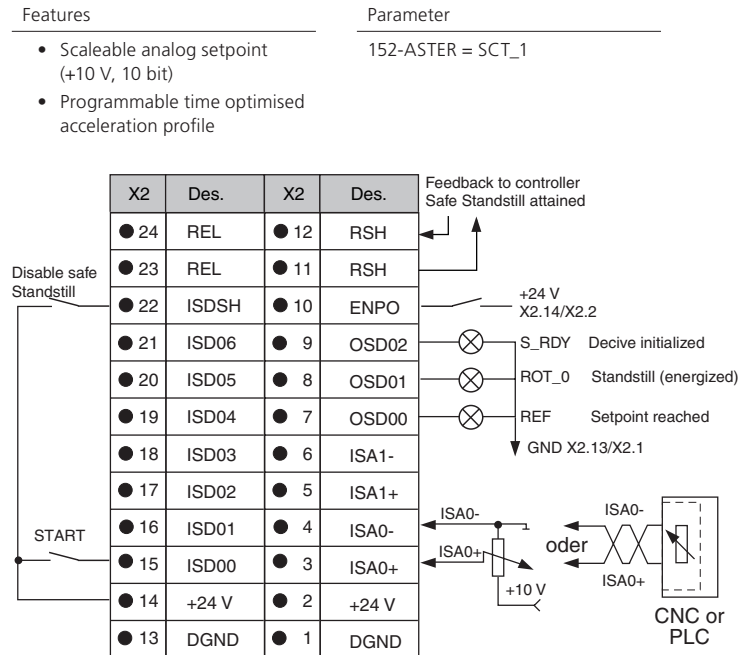 Features Parameter
• Scaleable analog setpoint
(+10 V, 10 bit)
152-ASTER = SCT_1
• Programmable time optimised
acceleration profile
X2 Des. X2 Des.
Feedback to controller
Safe Standstill attained
24 REL 12 RSH
23 REL 11 RSH
Disable safe
Standstill
22 ISDSH 10 ENPO
+24 V
X2.14/X2.2
21 ISD06 9 OSD02 S_RDY Decive initialized
20 ISD05 8 OSD01 ROT_0 Standstill (energized)
19 ISD04 7 OSD00 REF Setpoint reached
18 ISD03 6 ISA1- GND X2.13/X2.1
17 ISD02 5 ISA1+
START
16 ISD01 4 ISA0- ISA0- ISA0-
oder
15 ISD00 3 ISA0+ ISA0+ ISA0+
14 +24 V 2 +24 V +10 V
13 DGND 1 DGND
CNC or
PLC